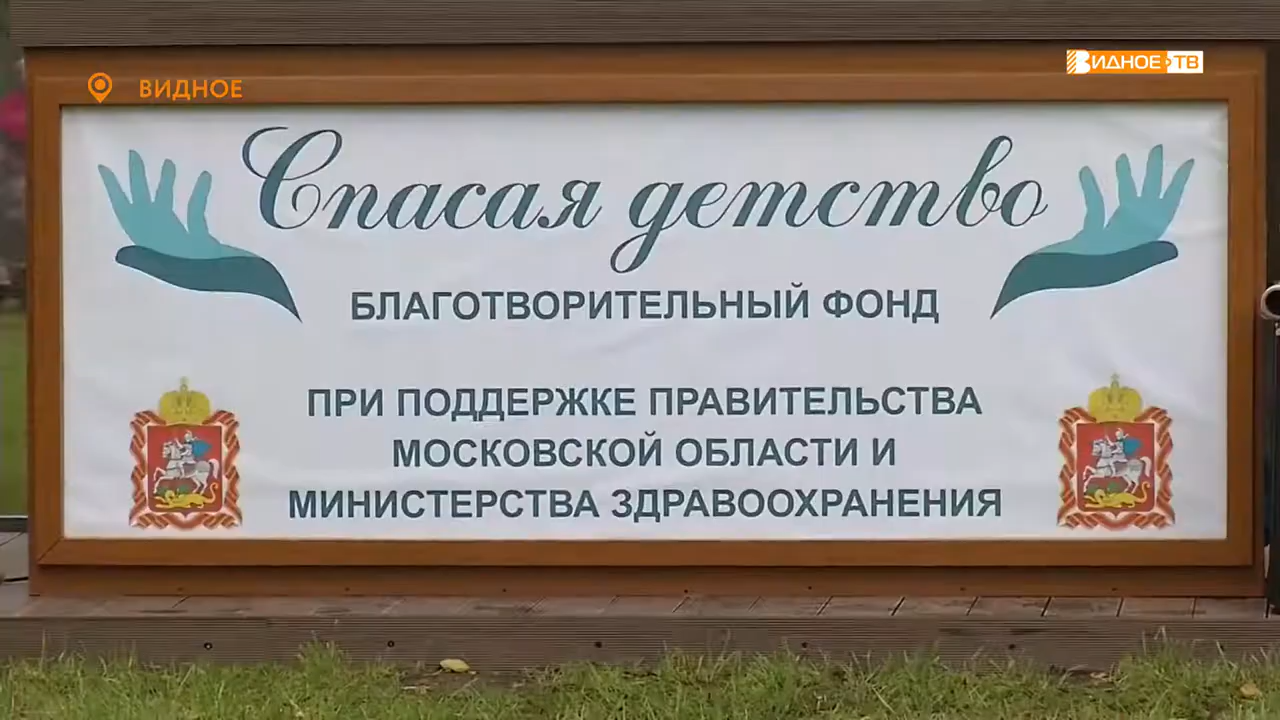 ВИДНОЕ
ВИДНОЕ ТВ
Спасая детство
БЛАГОТВОРИТЕЛЬНЫЙ ФОНД
ПРИ ПОДДЕРЖКЕ ПРАВИТЕЛЬСТВА
МОСКОВСКОЙ ОБЛАСТИ И
МИНИСТЕРСТВА ЗДРАВООХРАНЕНИЯ